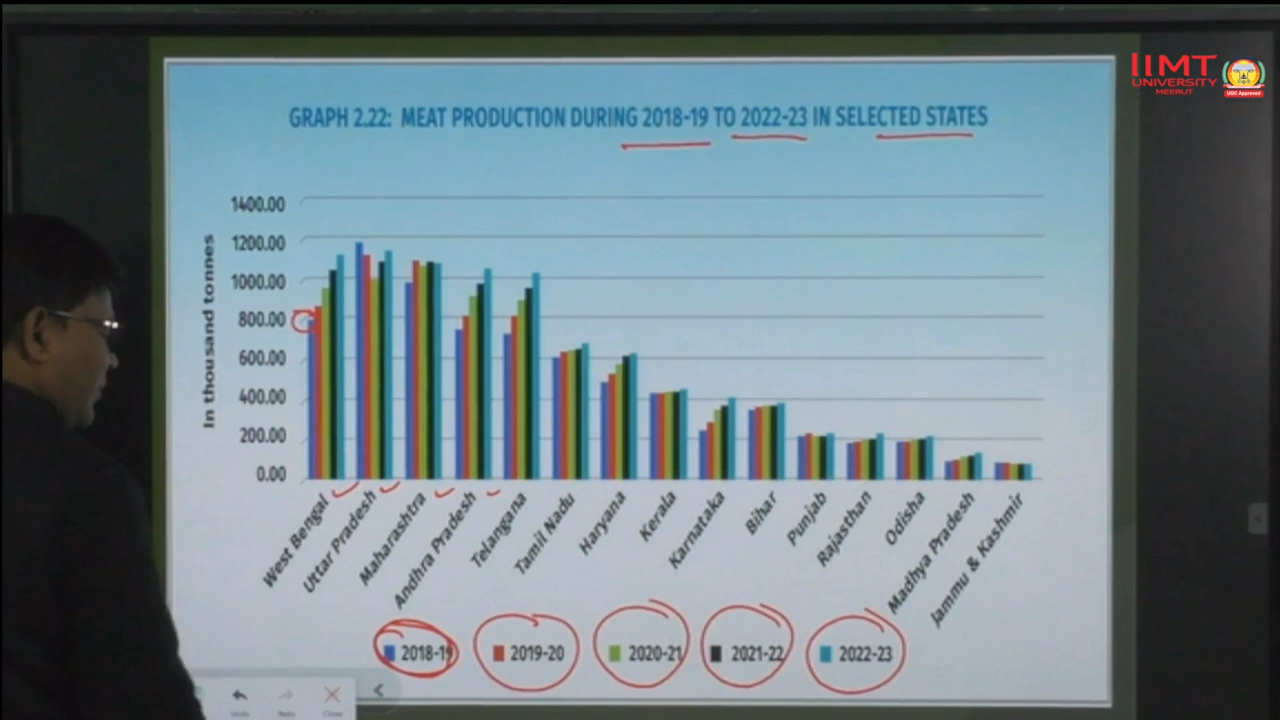 IIMT
UNIVERSITY
MEERUT
UGC Approved
GRAPH 2.22: MEAT PRODUCTION DURING 2018-19 TO 2022-23 IN SELECTED STATES
In thousand tonnes
1400.00
1200.00
1000.00
800.00
600.00
400.00
200.00
0.00
West Bengal
Uttar Pradesh
Maharashtra
Andhra Pradesh
Telangana
Tamil Nadu
Haryana
Kerala
Karnataka
Bihar
Punjab
Rajasthan
Odisha
Madhya Pradesh
Jammu & Kashmir
2018-19 2019-20 2020-21 2021-22 2022-23
Undo Redo Close